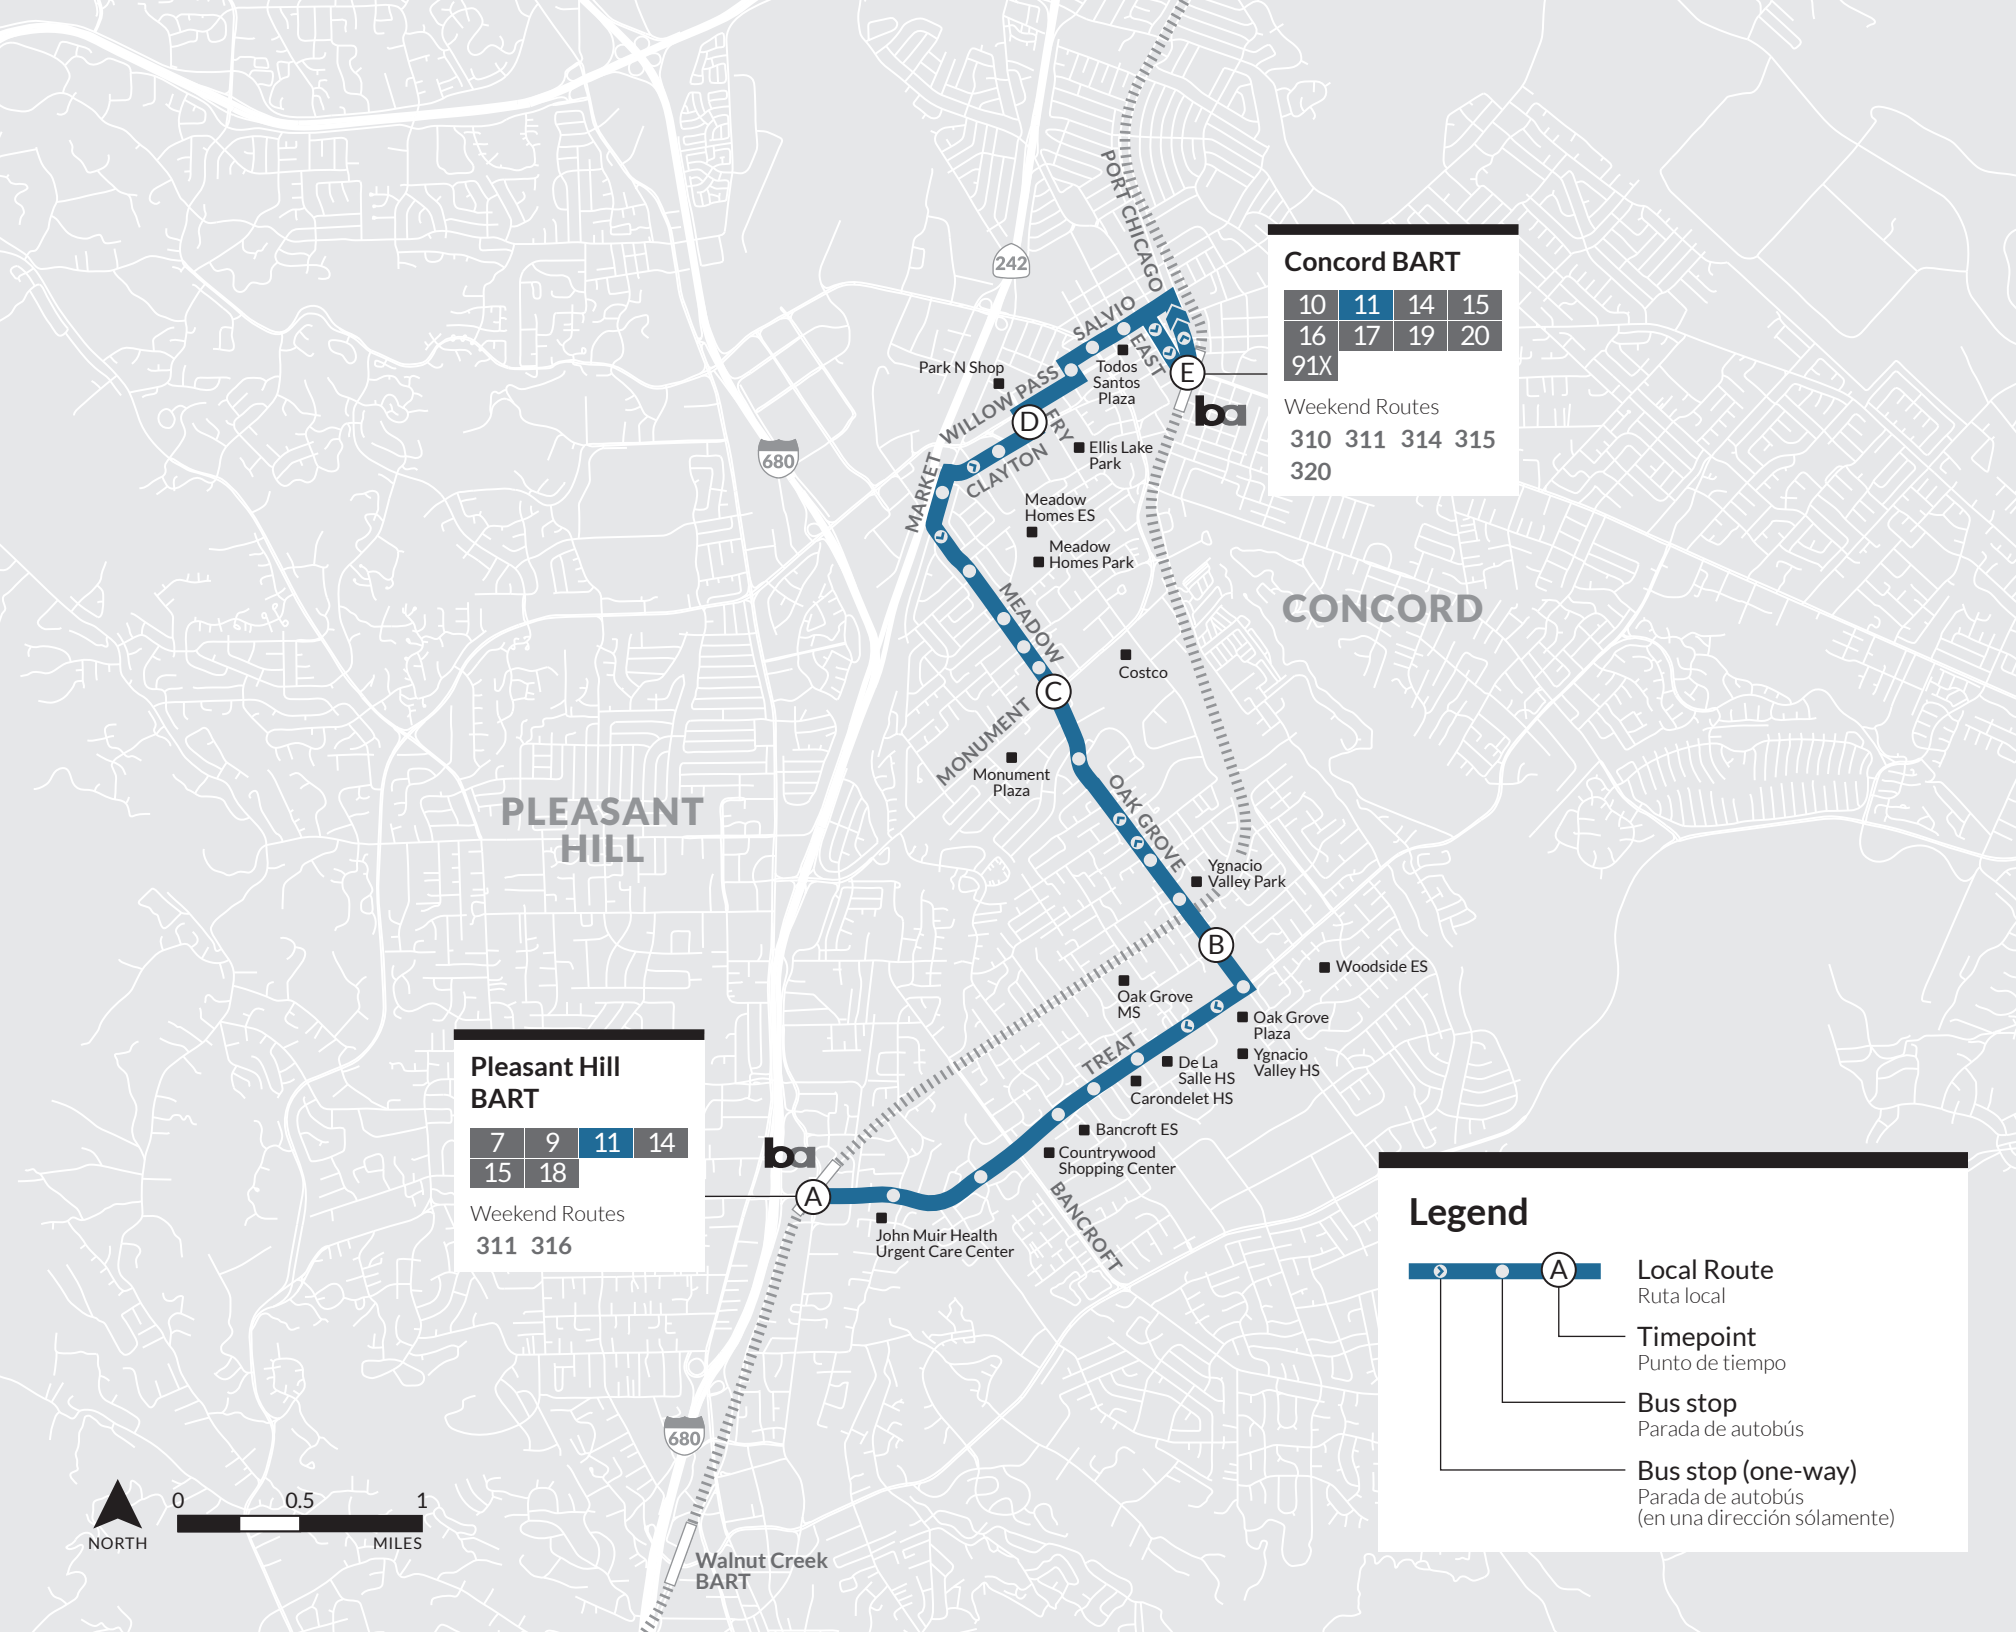 PORT CHICAGO
242
SALVIO
EAST
Todos
Santos
Plaza
Park N Shop
WILLOW PASS
E
ba
D
FRY
Ellis Lake
Park
CLAYTON
MARKET
680
Concord BART
10 11 14 15
16 17 19 20
91X
Weekend Routes
310 311 314 315
320
Meadow
Homes ES
Meadow
Homes Park
MEADOW
CONCORD
Costco
C
MONUMENT
Monument
Plaza
PLEASANT
HILL
OAK GROVE
Ygnacio
Valley Park
B
Woodside ES
Oak Grove
MS
Oak Grove
Plaza
TREAT
De La
Salle HS
Ygnacio
Valley HS
Carondelet HS
Bancroft ES
Countrywood
Shopping Center
BANCROFT
Pleasant Hill
BART
7 9 11 14
15 18
Weekend Routes
311 316
ba
A
John Muir Health
Urgent Care Center
680
Walnut Creek
BART
NORTH
0 0.5 1
MILES
Legend
A
Local Route
Ruta local
Timepoint
Punto de tiempo
Bus stop
Parada de autobús
Bus stop (one-way)
Parada de autobús
(en una dirección sólamente)